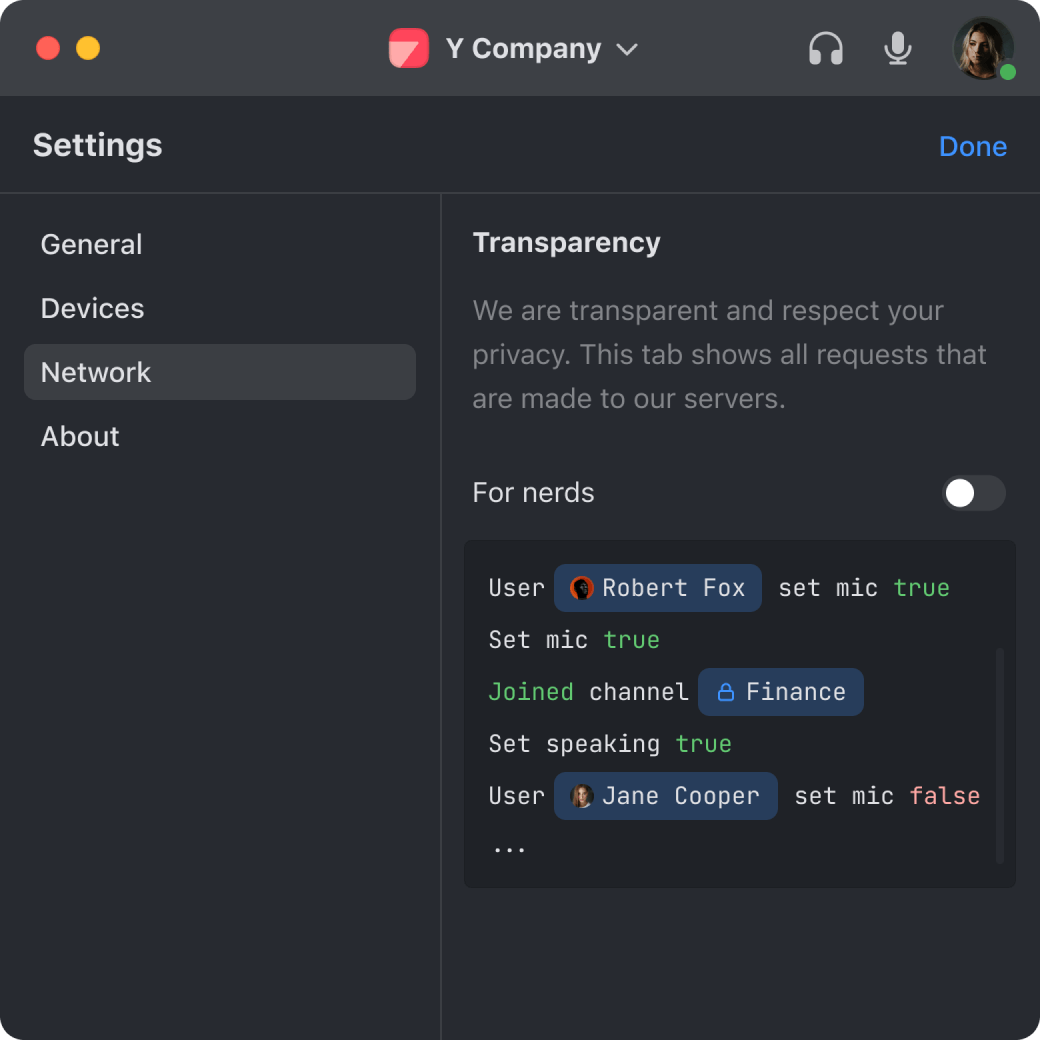 Y Company
Settings
Done
General
Devices
Network
About
Transparency
We are transparent and respect your
privacy. This tab shows all requests that
are made to our servers.
For nerds
User Robert Fox set mic true
Set mic true
Joined channel Finance
Set speaking true
User Jane Cooper set mic false
...